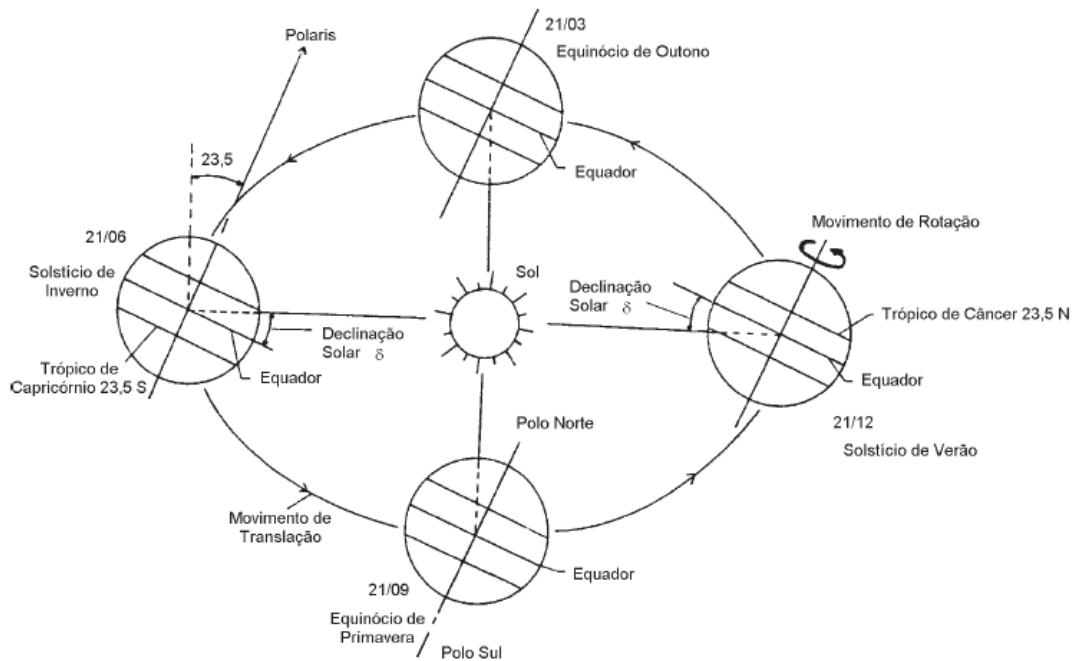 21/03
Equinócio de Outono
Polaris
Equador
23,5
Movimento de Rotação
21/06
Solstício de
Inverno
Sol
Declinação
Solar δ
Trópico de Câncer 23,5 N
Declinação
Solar δ
Trópico de
Capricórnio 23,5 S
Equador
Equador
21/12
Solstício de Verão
Polo Norte
Movimento de
Translação
Equador
21/09
Equinócio de
Primavera
Polo Sul